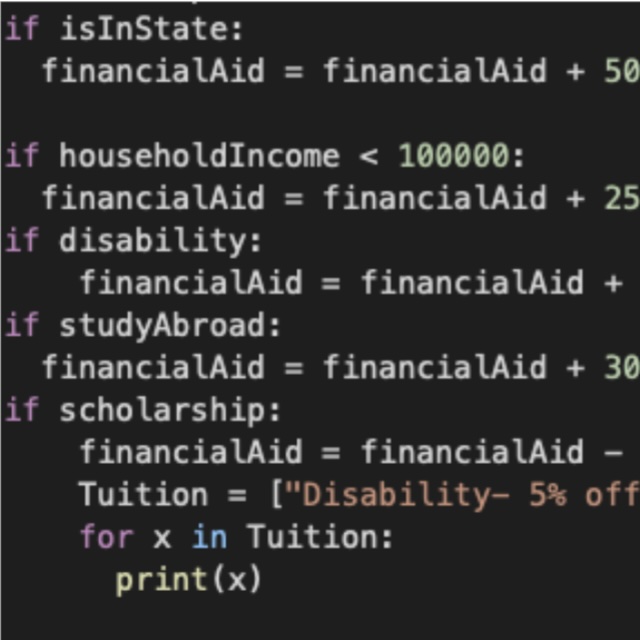 if isInState:
financialAid = financialAid + 50
if householdIncome < 100000:
financialAid = financialAid + 25
if disability:
financialAid = financialAid +
if studyAbroad:
financialAid = financialAid + 30
if scholarship:
financialAid = financialAid -
Tuition = ["Disability- 5% off
for x in Tuition:
print(x)